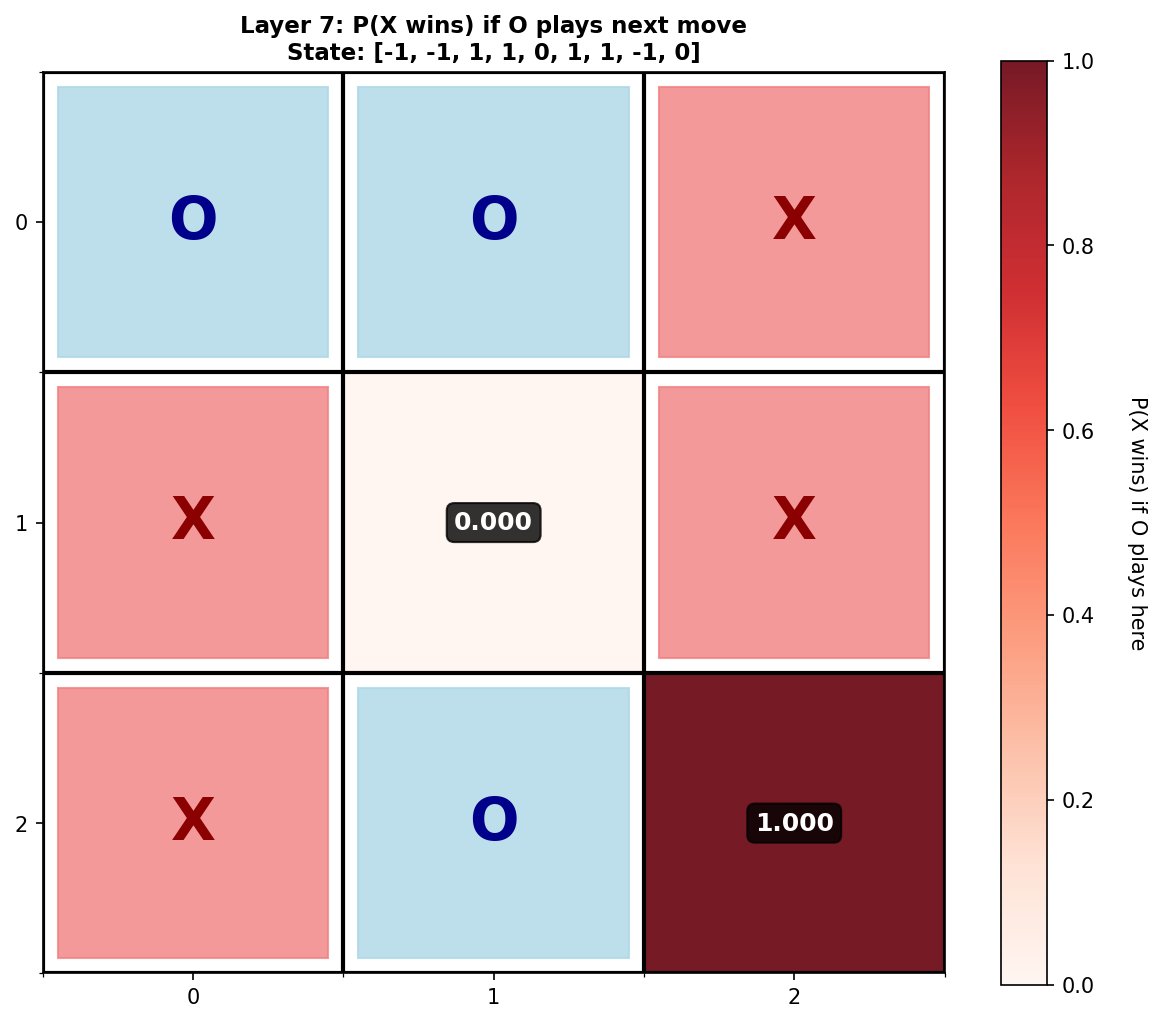 Layer 7: P(X wins) if O plays next move
State: [-1, -1, 1, 1, 0, 1, 1, -1, 0]
0
O
O
X
1
X
0.000
X
2
X
O
1.000
0
1
2
1.0
0.8
0.6
0.4
0.2
0.0
P(X wins) if O plays here